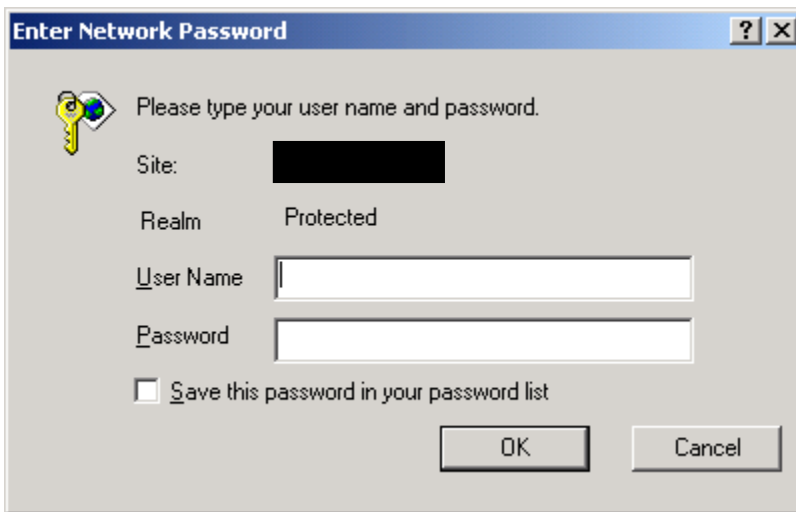 Enter Network Password
Please type your user name and password.
Site:
Realm Protected
User Name
Password
Save this password in your password list
OK Cancel